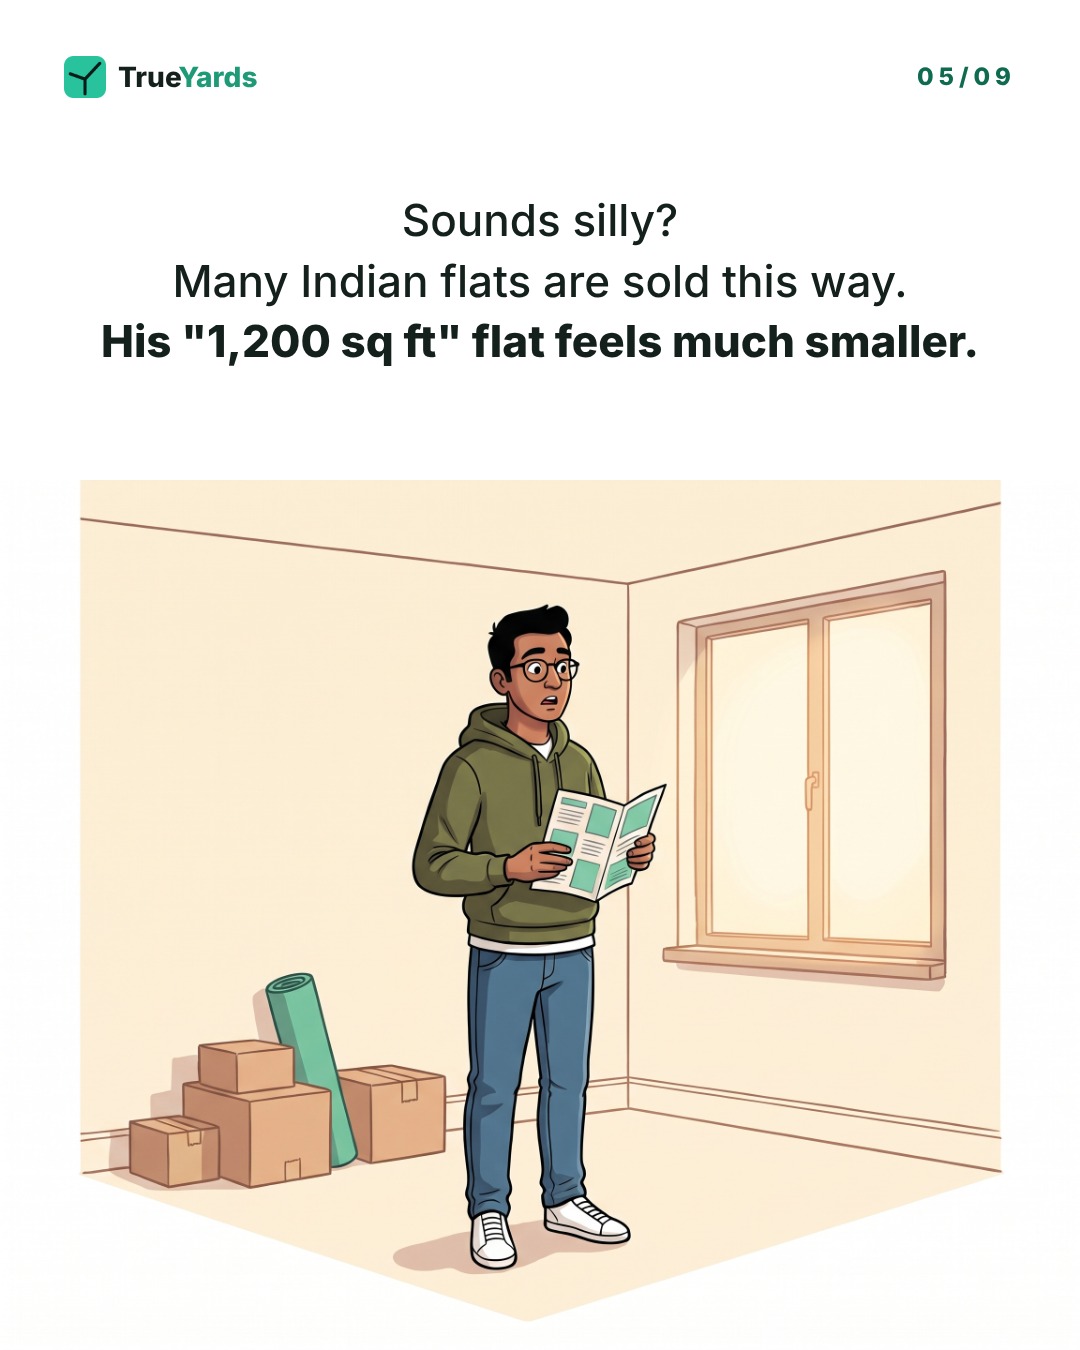 TrueYards
05/09
Sounds silly?
Many Indian flats are sold this way.
His "1,200 sq ft" flat feels much smaller.